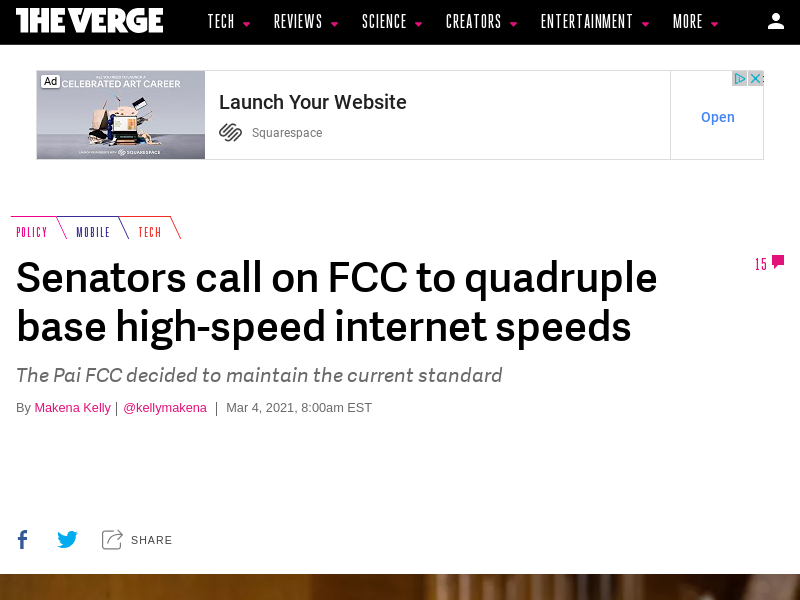 THE VERGE
TECH REVIEWS SCIENCE CREATORS ENTERTAINMENT MORE
Ad
CELEBRATED ART CAREER
Launch Your Website
Squarespace
Open
POLICY MOBILE TECH
Senators call on FCC to quadruple
base high-speed internet speeds
15
The Pai FCC decided to maintain the current standard
By Makena Kelly | @kellymakena | Mar 4, 2021, 8:00am EST
SHARE